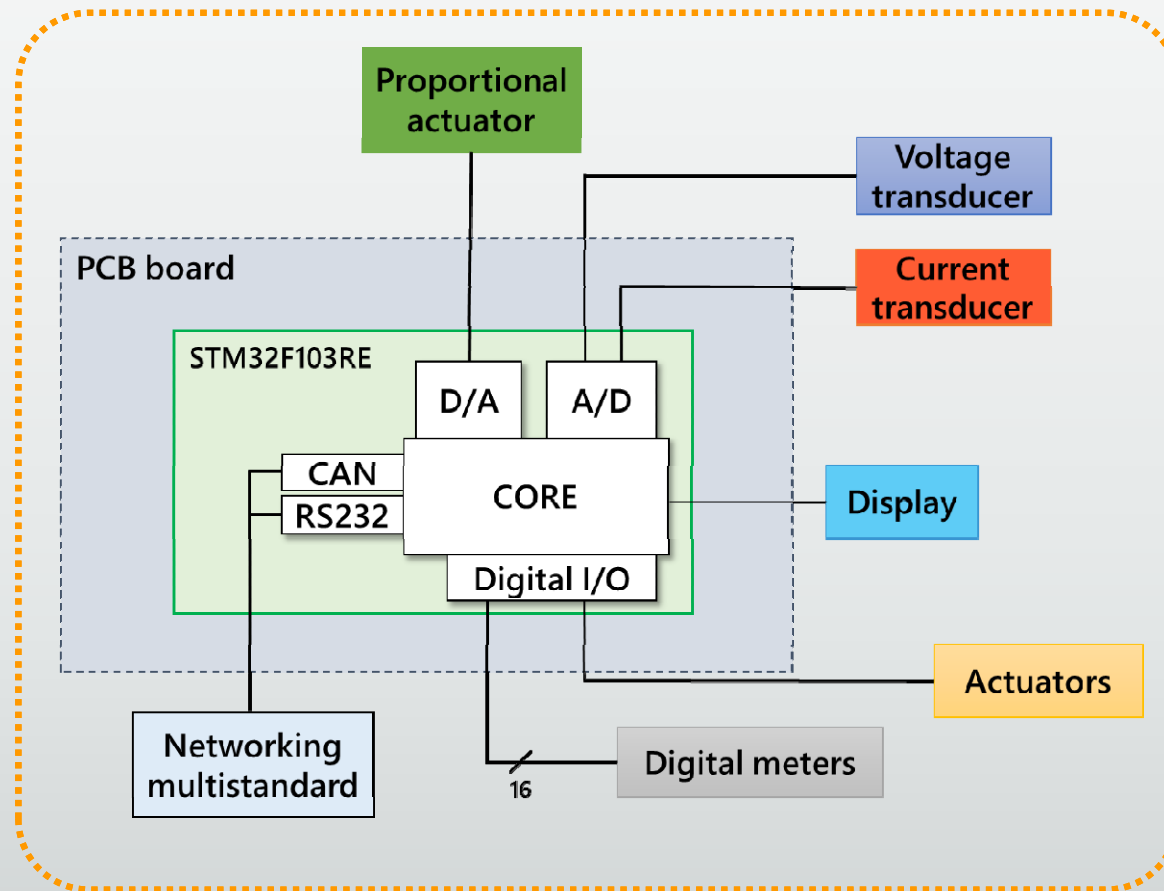 Proportional
actuator
Voltage
transducer
PCB board
Current
transducer
STM32F103RE
D/A
A/D
CAN
RS232
CORE
Display
Digital I/O
Actuators
Networking
multistandard
16
Digital meters